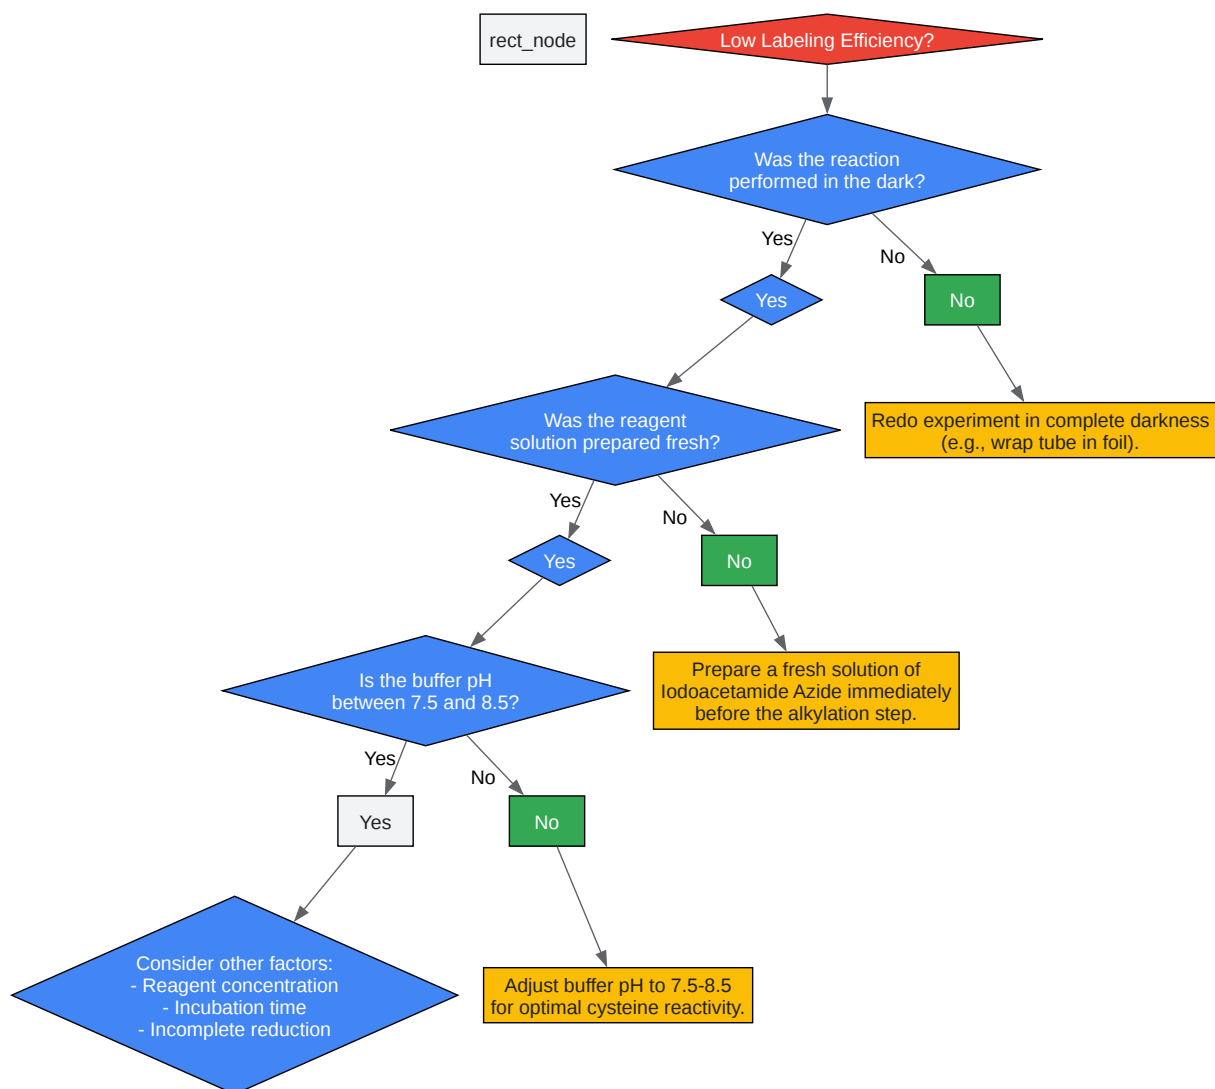 rect_node
Low Labeling Efficiency?
Was the reaction
performed in the dark?
Yes
No
Yes
No
Was the reagent
solution prepared fresh?
Redo experiment in complete darkness
(e.g., wrap tube in foil).
Yes
No
Yes
No
Is the buffer pH
between 7.5 and 8.5?
Prepare a fresh solution of
Iodoacetamide Azide immediately
before the alkylation step.
Yes
No
Yes
No
Consider other factors:
- Reagent concentration
- Incubation time
- Incomplete reduction
Adjust buffer pH to 7.5-8.5
for optimal cysteine reactivity.